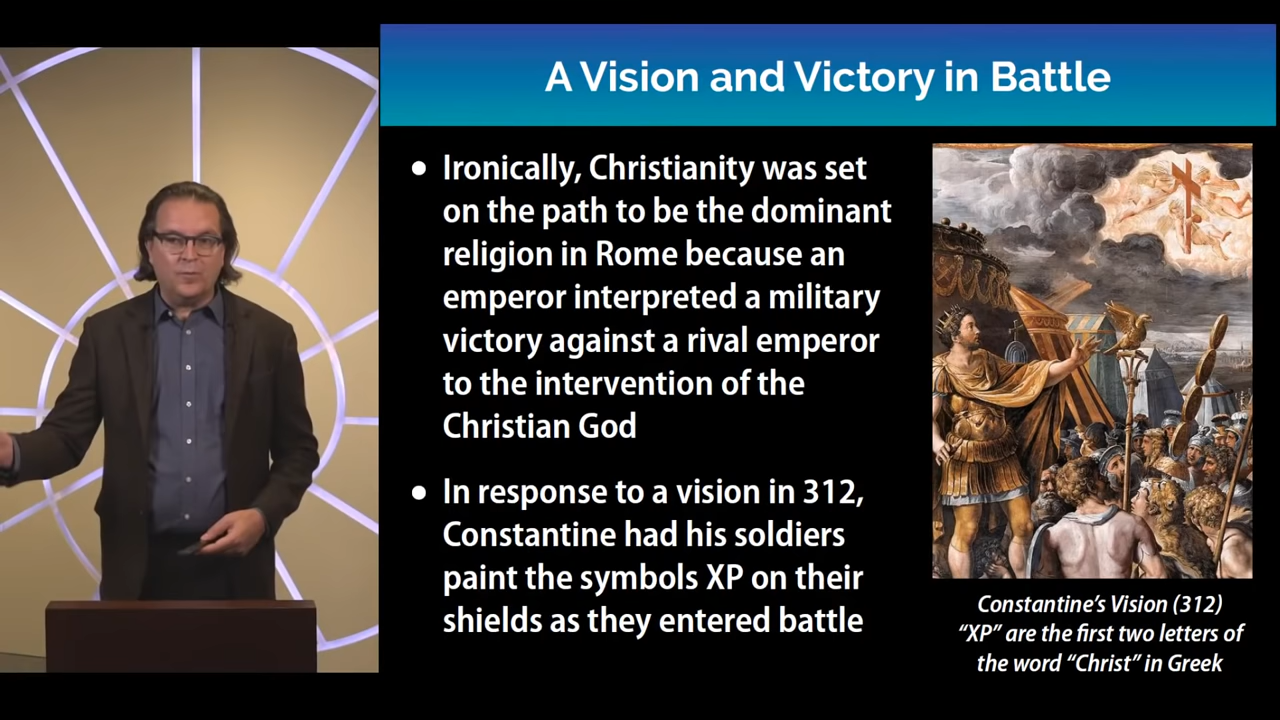 A Vision and Victory in Battle
• Ironically, Christianity was set
on the path to be the dominant
religion in Rome because an
emperor interpreted a military
victory against a rival emperor
to the intervention of the
Christian God
• In response to a vision in 312,
Constantine had his soldiers
paint the symbols XP on their
shields as they entered battle
Constantine’s Vision (312)
“XP” are the first two letters of
the word “Christ” in Greek